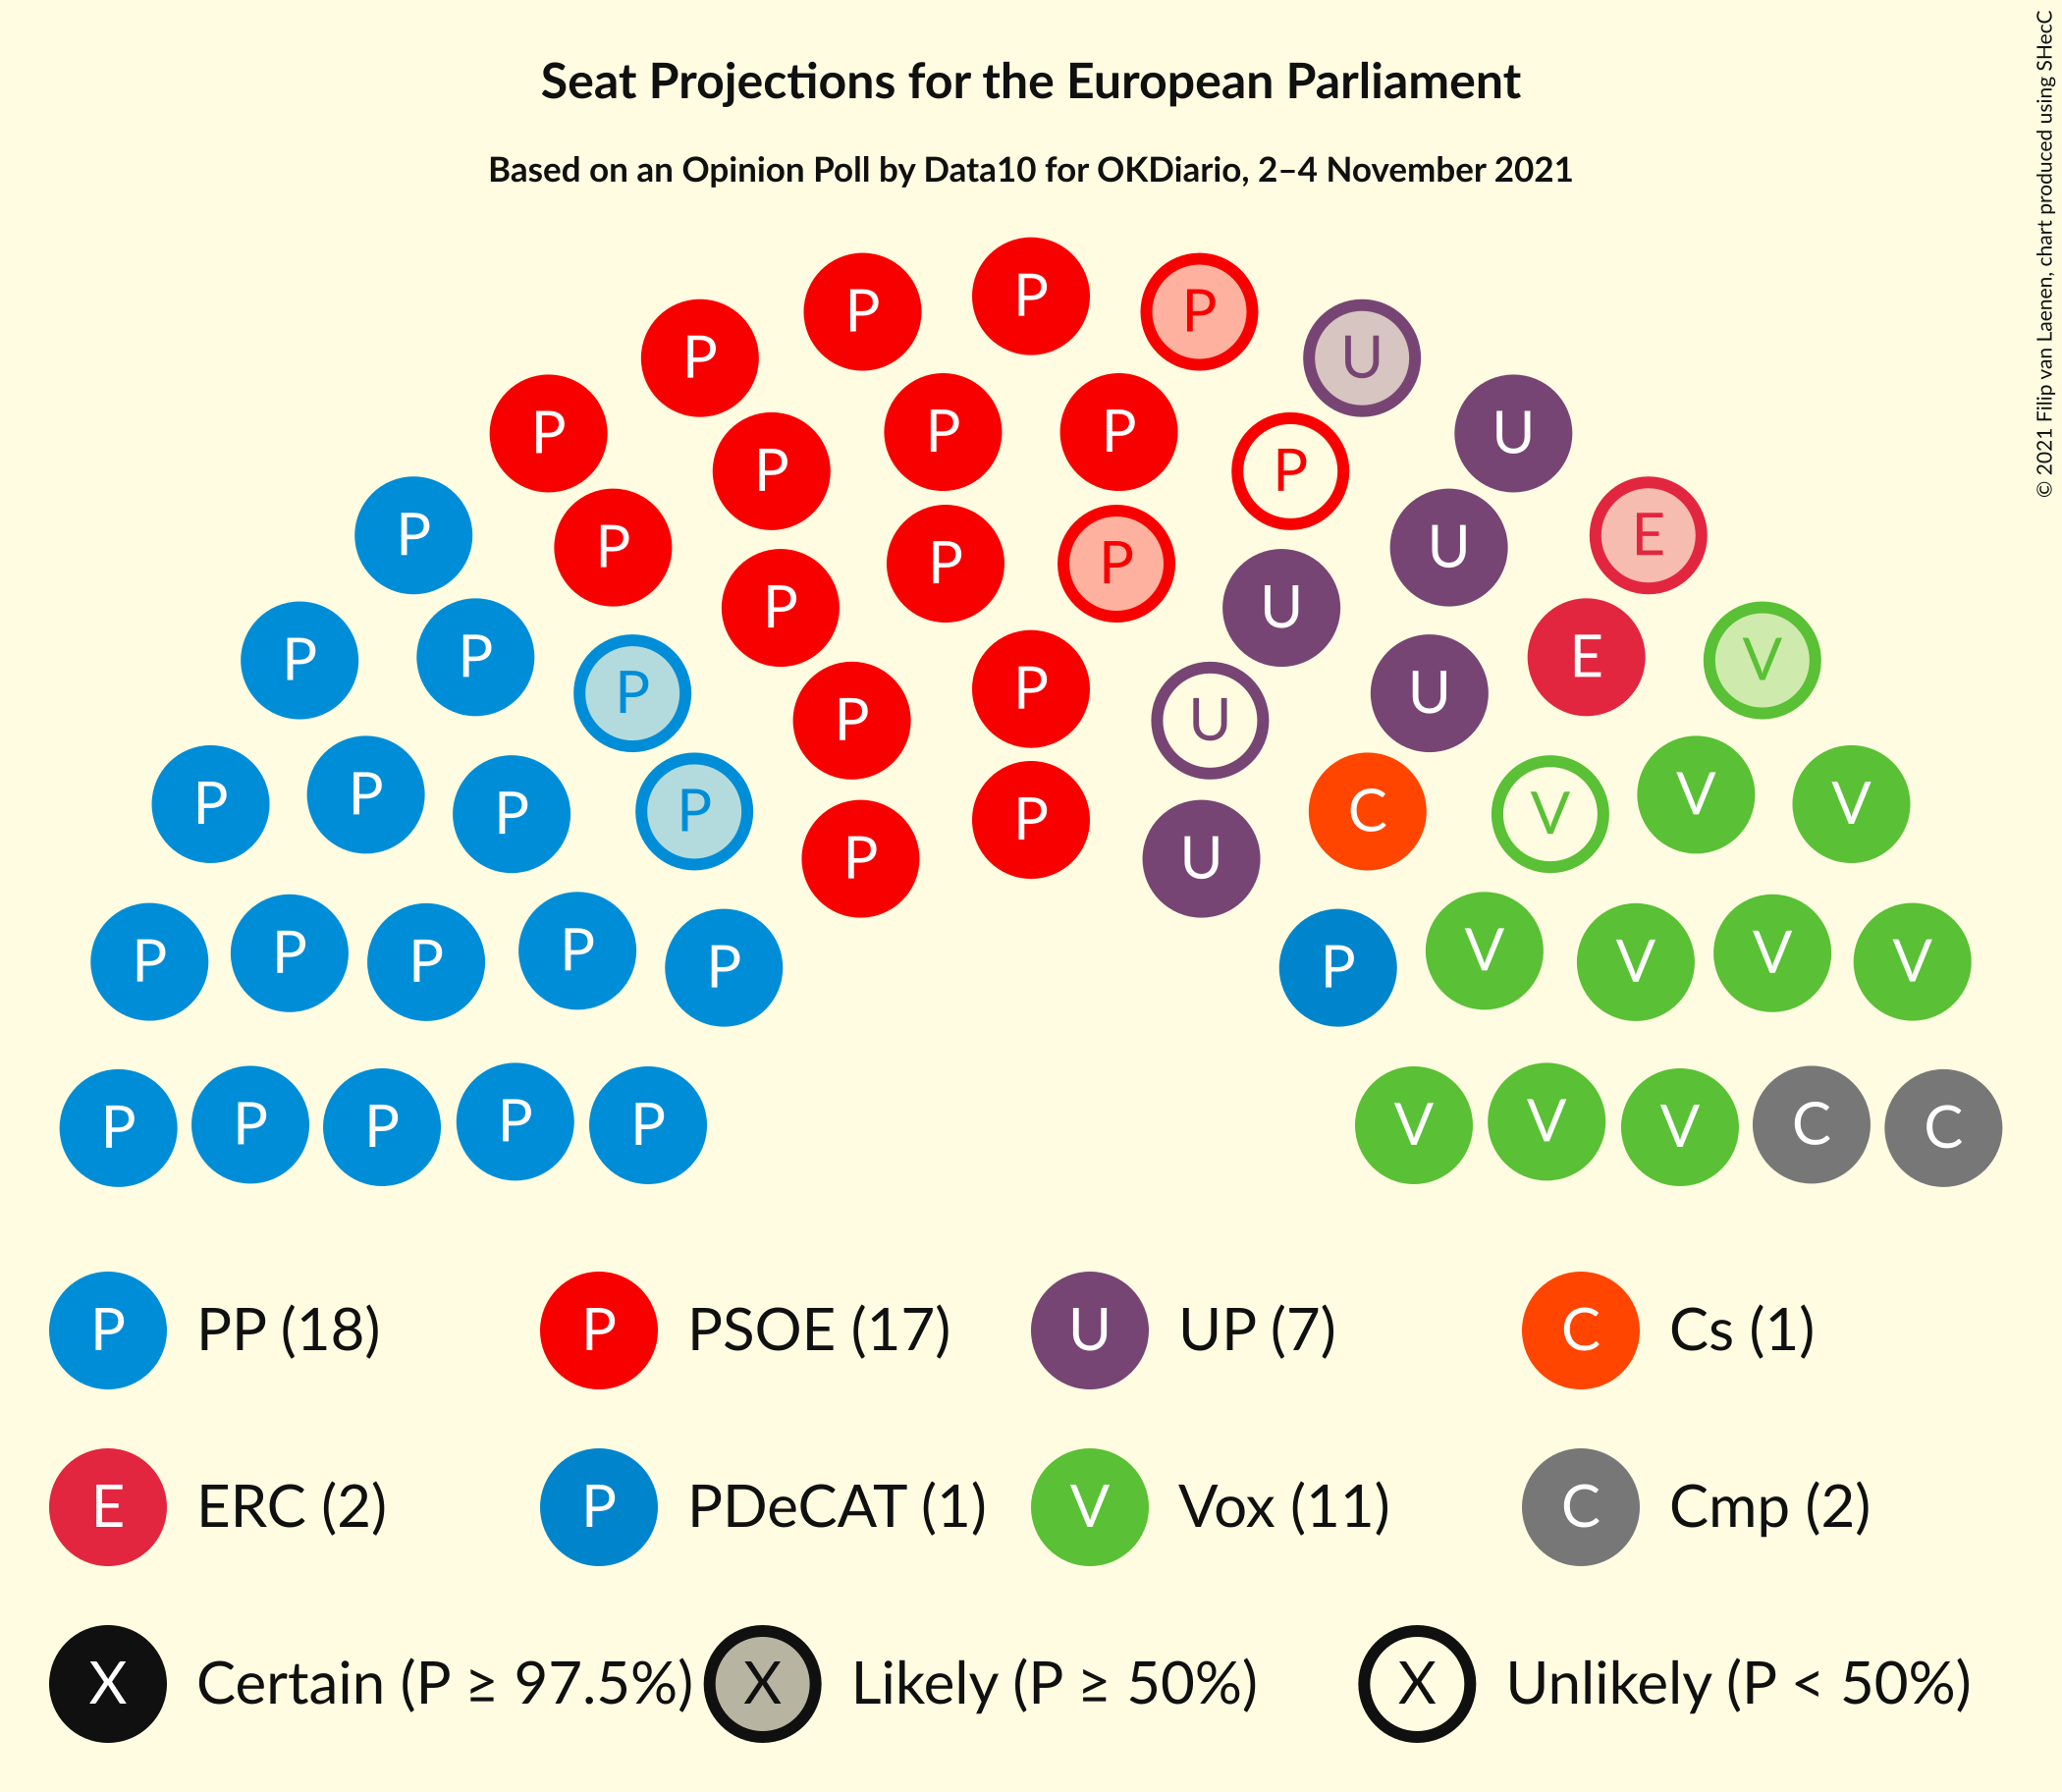 Seat Projections for the European Parliament
Based on an Opinion Poll by Data10 for OKDiario, 2–4 November 2021
© 2021 Filip van Laenen, chart produced using SHecC
P
P P
P P U
P P P U
P P P
P P E
P P U
P P U
P P U E V
P P U
P P U
P P C V V V
P P
P U
P P P P P P V V V V
P P P P P V V V C C
P PP (18) P PSOE (17) U UP (7) C Cs (1)
E ERC (2) P PDeCAT (1) V Vox (11) C Cmp (2)
X Certain (P ≥ 97.5%) X Likely (P ≥ 50%) X Unlikely (P < 50%)